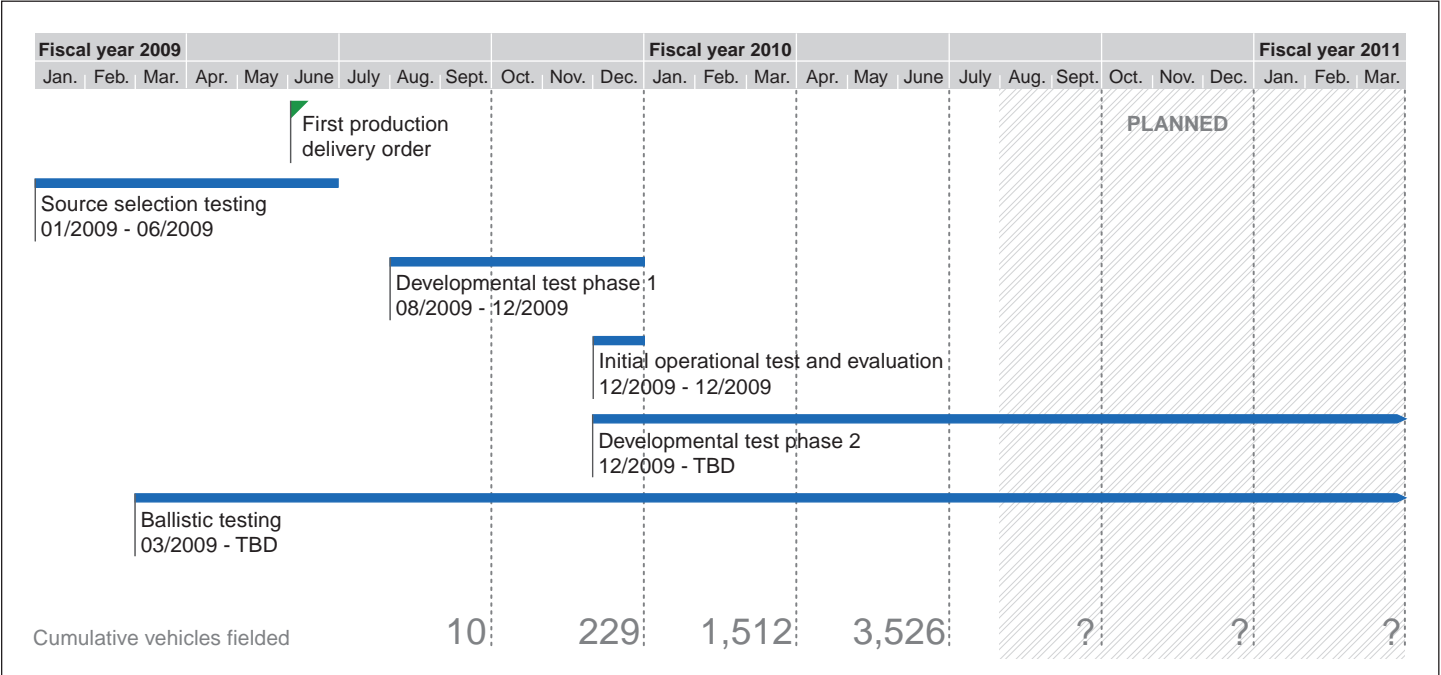 Fiscal year 2009 Fiscal year 2010 Fiscal year 2011
Jan. Feb. Mar. Apr. May June July Aug. Sept. Oct. Nov. Dec. Jan. Feb. Mar. Apr. May June July Aug. Sept. Oct. Nov. Dec. Jan. Feb. Mar.
First production
delivery order
PLANNED
Source selection testing
01/2009 - 06/2009
Developmental test phase 1
08/2009 - 12/2009
Initial operational test and evaluation
12/2009 - 12/2009
Developmental test phase 2
12/2009 - TBD
Ballistic testing
03/2009 - TBD
Cumulative vehicles fielded 10 229 1,512 3,526 ? ? ?